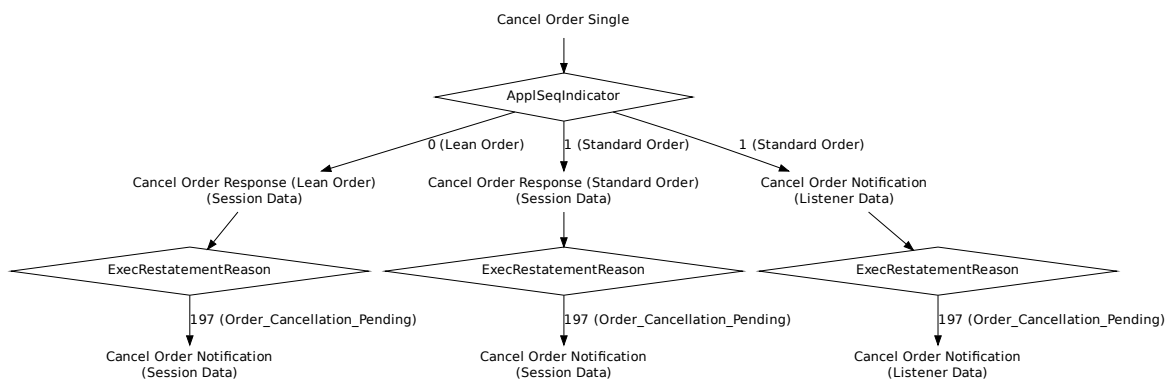 Cancel Order Single
ApplSeqIndicator
0 (Lean Order)
1 (Standard Order)
1 (Standard Order)
Cancel Order Response (Lean Order)
(Session Data)
Cancel Order Response (Standard Order)
(Session Data)
Cancel Order Notification
(Listener Data)
ExecRestatementReason
ExecRestatementReason
ExecRestatementReason
197 (Order_Cancellation_Pending)
197 (Order_Cancellation_Pending)
197 (Order_Cancellation_Pending)
Cancel Order Notification
(Session Data)
Cancel Order Notification
(Session Data)
Cancel Order Notification
(Listener Data)